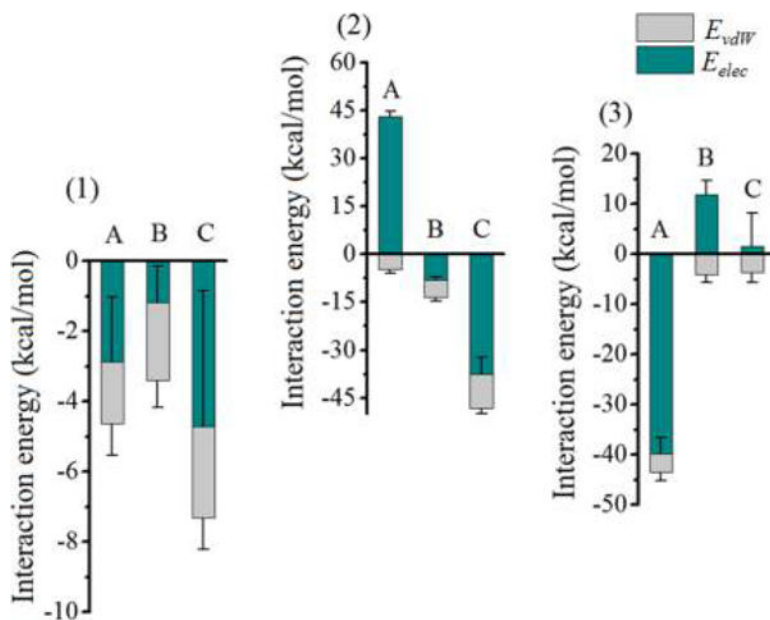 E_vdW
E_elec
(1)
Interaction energy (kcal/mol)
0
-2
-4
-6
-8
-10
A
B
C
(2)
Interaction energy (kcal/mol)
60
45
30
15
0
-15
-30
-45
A
B
C
(3)
Interaction energy (kcal/mol)
20
10
0
-10
-20
-30
-40
-50
A
B
C